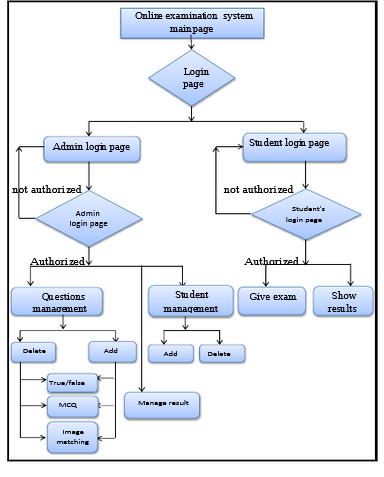 Online examination system
mainpage
Login
page
Admin login page
Student login page
not authorized
not authorized
Admin
login page
Student's
login page
Authorized
Authorized
Questions
management
Student
management
Give exam
Show
results
Delete
Add
Add
Delete
True/false
MCQ
Image
matching
Manage result